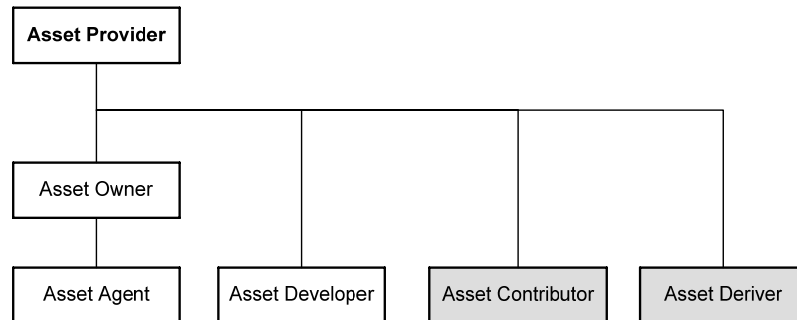 Asset Provider
Asset Owner
Asset Agent
Asset Developer
Asset Contributor
Asset Deriver